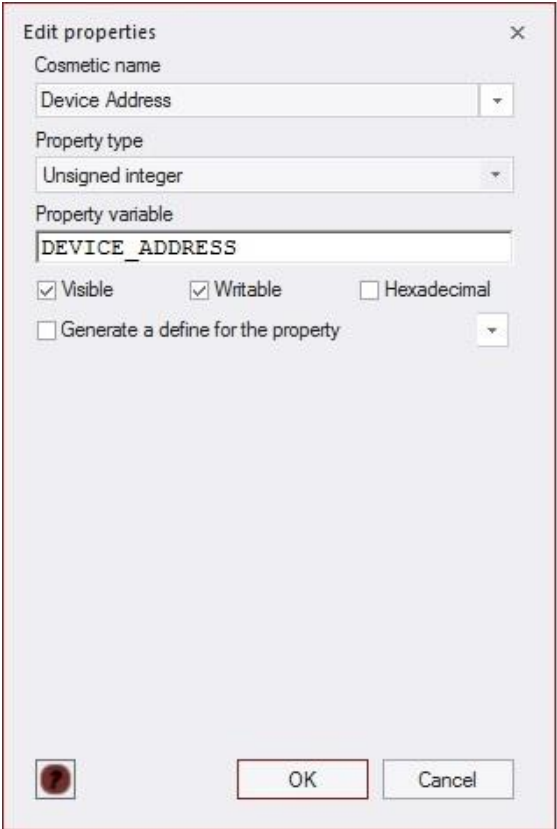 Edit properties
Cosmetic name
Device Address
Property type
Unsigned integer
Property variable
DEVICE_ADDRESS
Visible Writable Hexadecimal
Generate a define for the property
? OK Cancel